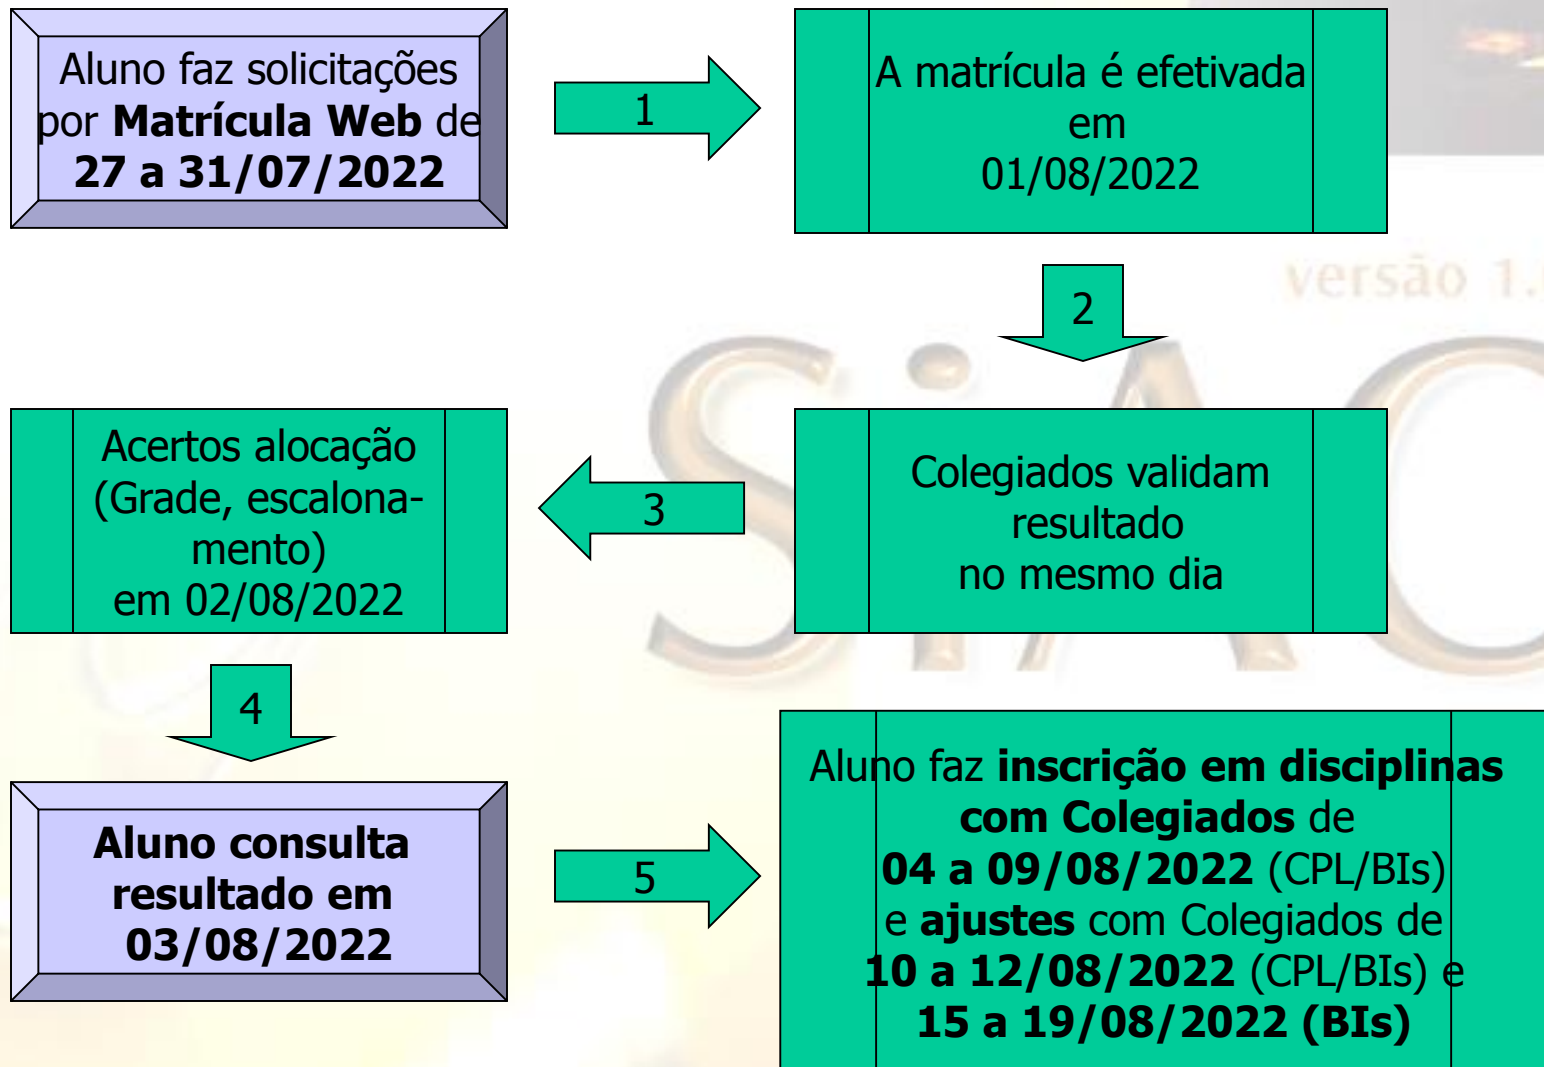 Aluno faz solicitações
por Matrícula Web de
27 a 31/07/2022
1
A matrícula é efetivada
em
01/08/2022
versão 1.
2
SiAC
Acertos alocação
(Grade, escalona-
mento)
em 02/08/2022
3
Colegiados validam
resultado
no mesmo dia
4
Aluno consulta
resultado em
03/08/2022
5
Aluno faz inscrição em disciplinas
com Colegiados de
04 a 09/08/2022 (CPL/BIs)
e ajustes com Colegiados de
10 a 12/08/2022 (CPL/BIs) e
15 a 19/08/2022 (BIs)